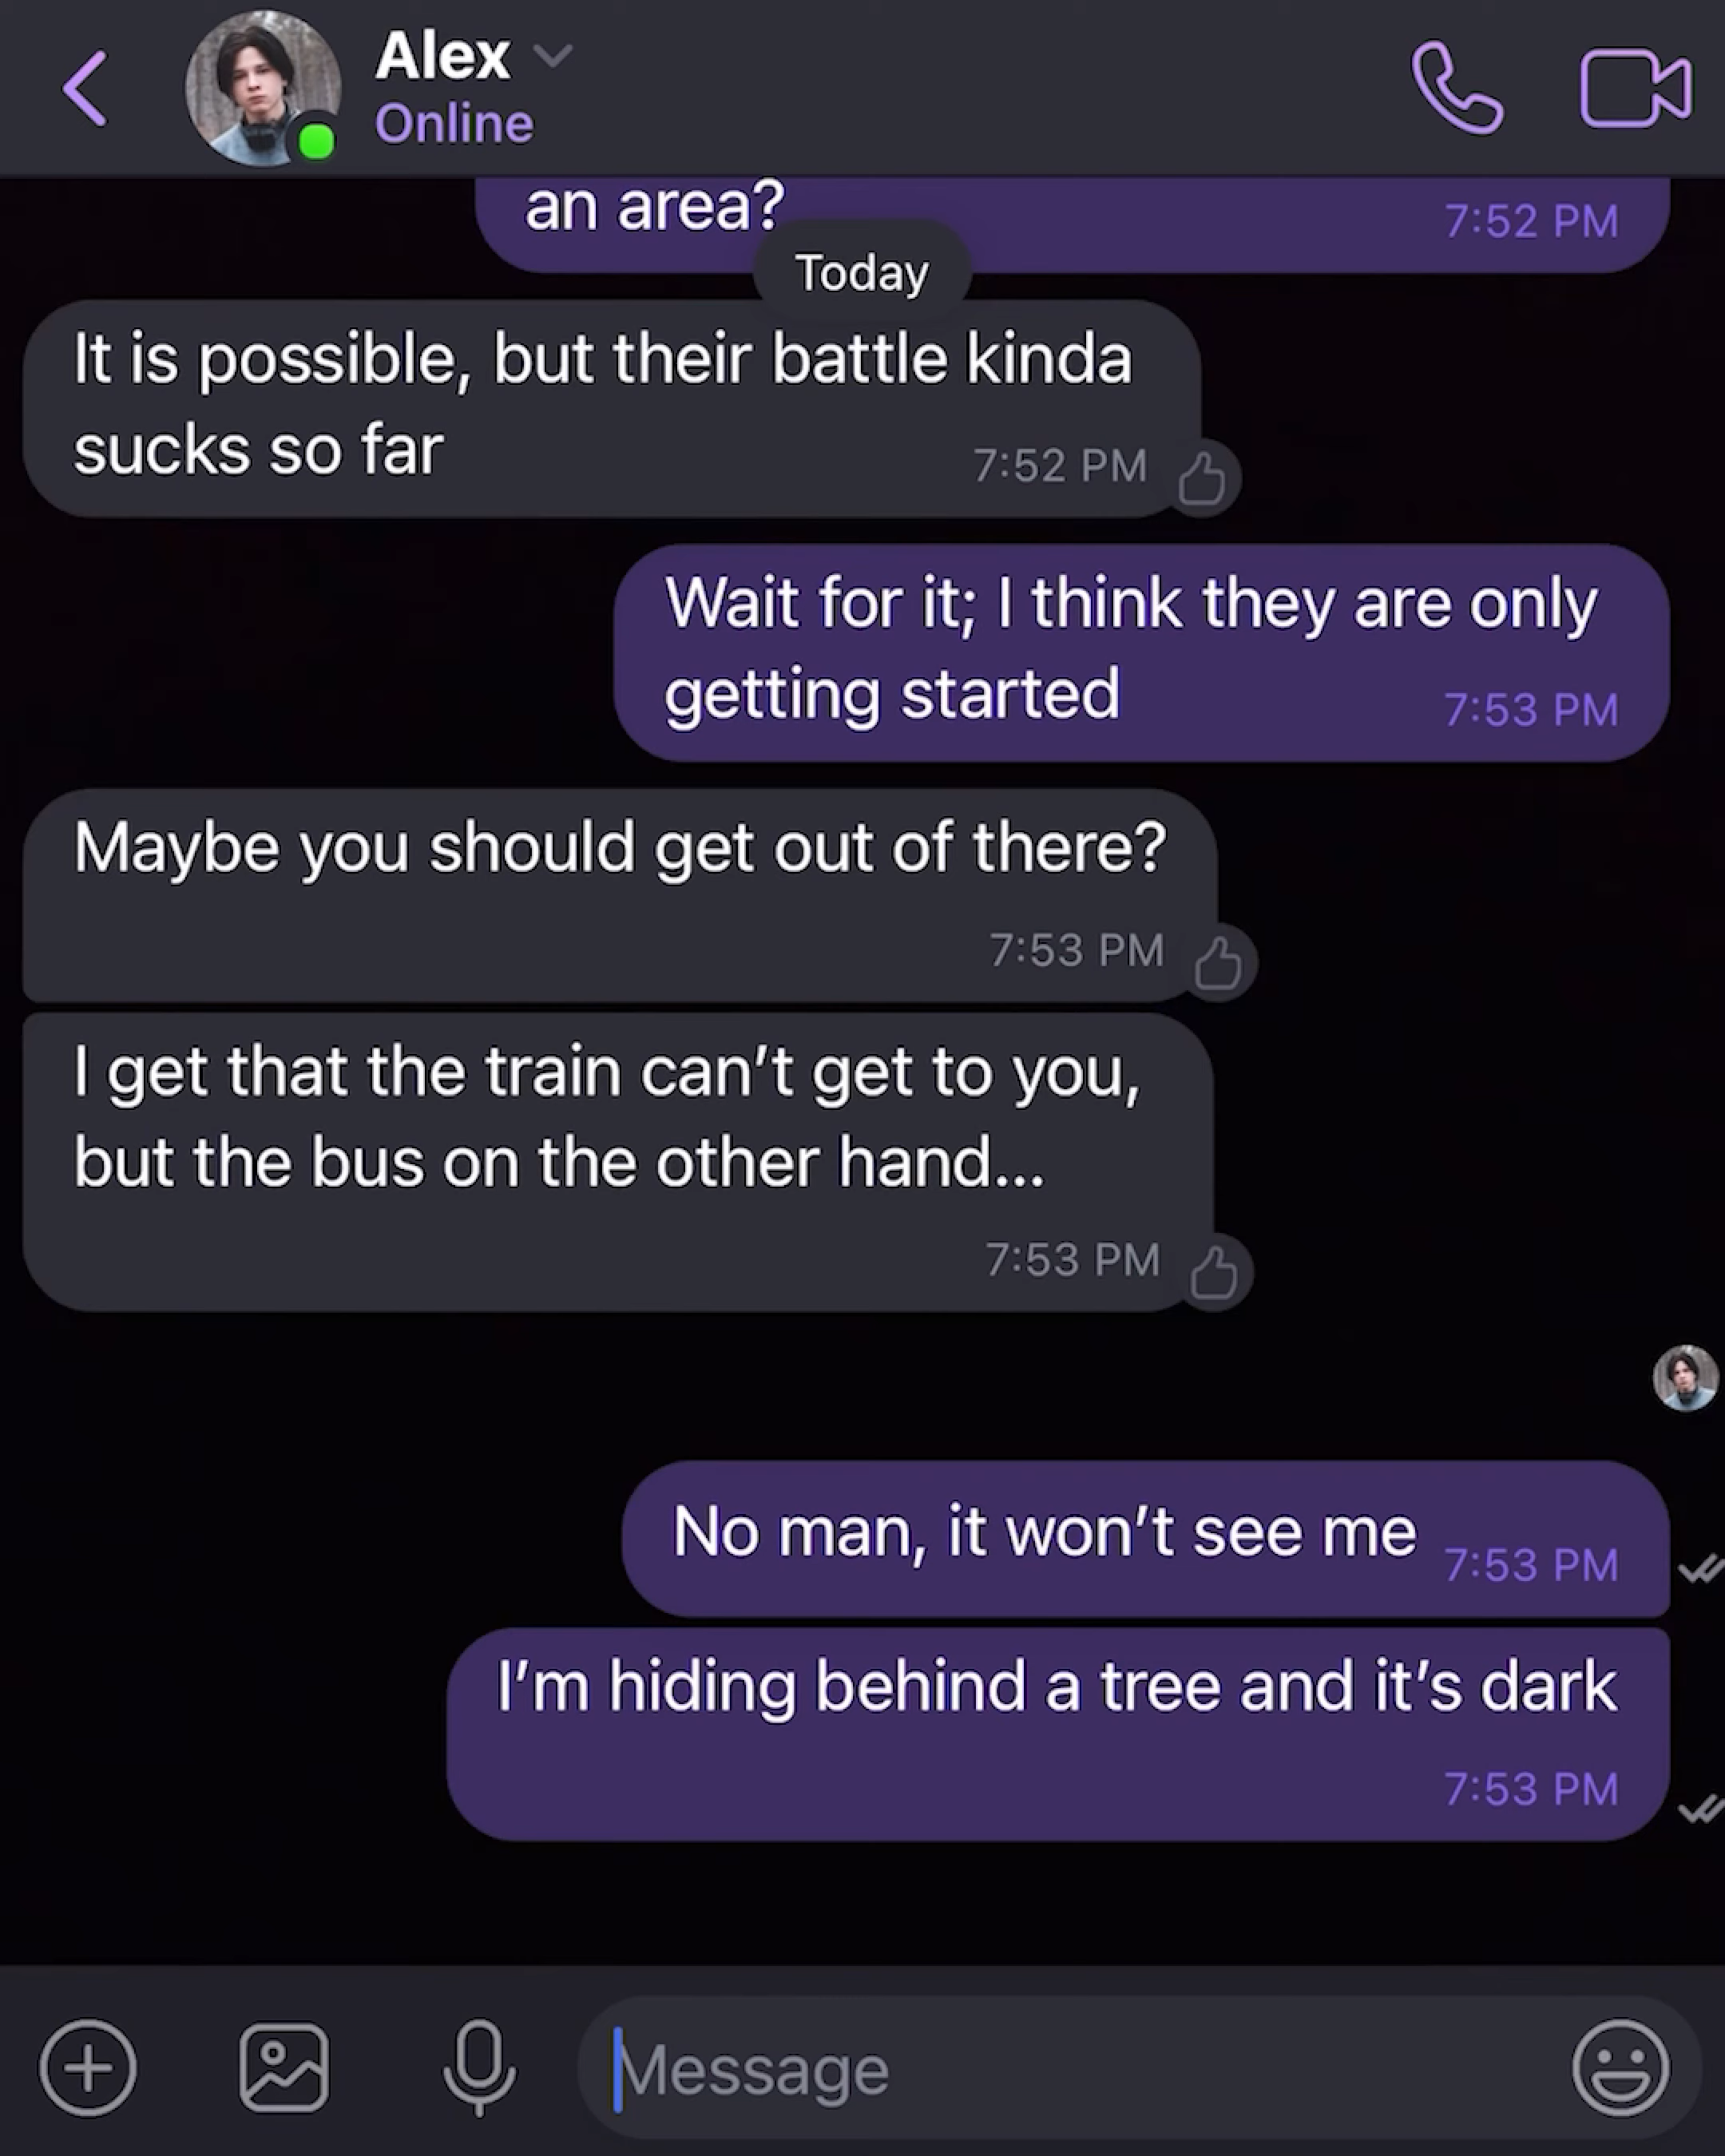 Alex
Online
an area?
7:52 PM
Today
It is possible, but their battle kinda
sucks so far
7:52 PM
Wait for it; I think they are only
getting started
7:53 PM
Maybe you should get out of there?
7:53 PM
I get that the train can’t get to you,
but the bus on the other hand...
7:53 PM
No man, it won’t see me
7:53 PM
I’m hiding behind a tree and it’s dark
7:53 PM
Message